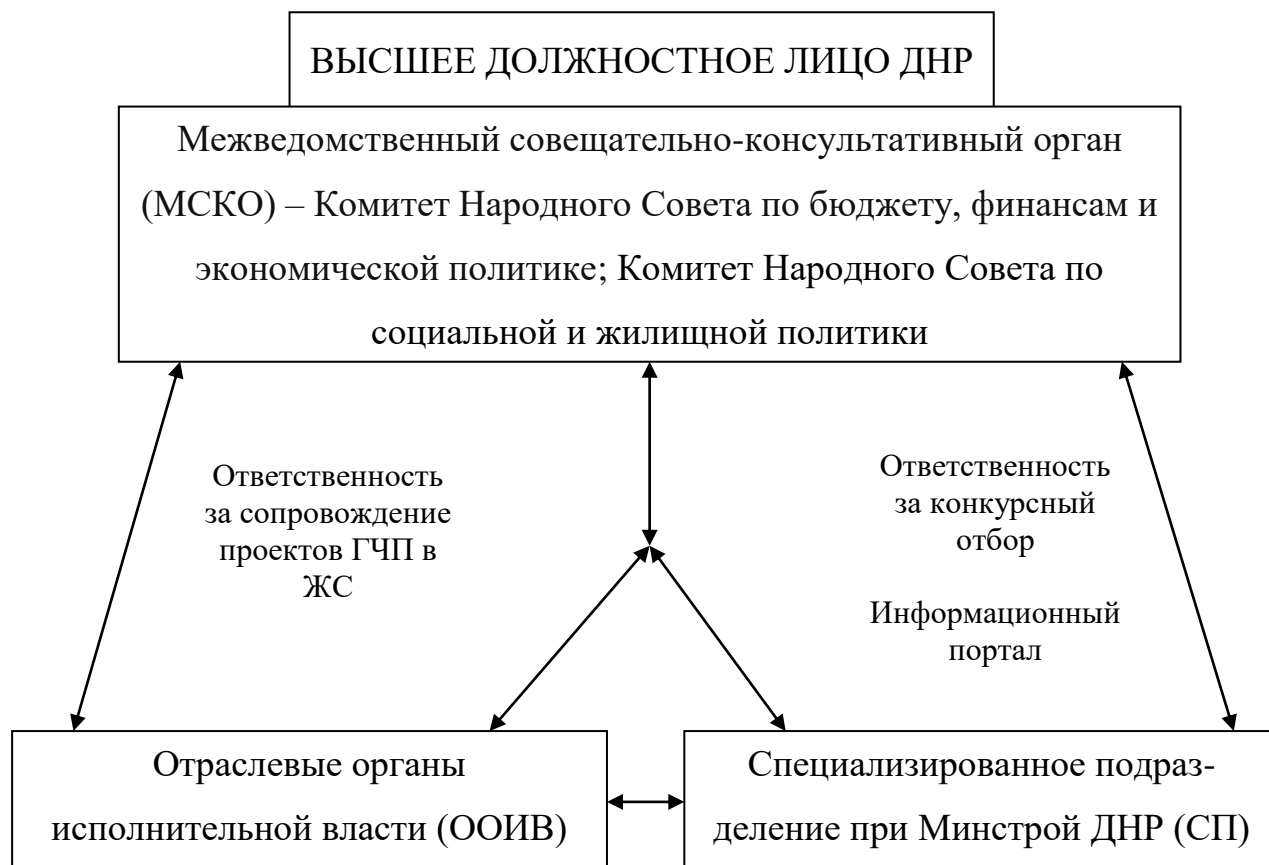 ВЫСШЕЕ ДОЛЖНОСТНОЕ ЛИЦО ДНР
Межведомственный совещательно-консультативный орган
(МСКО) – Комитет Народного Совета по бюджету, финансам и
экономической политике; Комитет Народного Совета по
социальной и жилищной политики
Ответственность
за сопровождение
проектов ГЧП в
ЖС
Ответственность
за конкурсный
отбор
Информационный
портал
Отраслевые органы
исполнительной власти (ООИВ)
Специализированное подраз-
деление при Минстрой ДНР (СП)